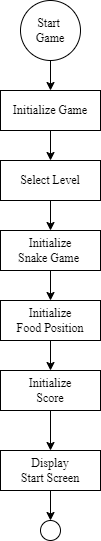 Start
Game
Initialize Game
Select Level
Initialize
Snake Game
Initialize
Food Position
Initialize
Score
Display
Start Screen